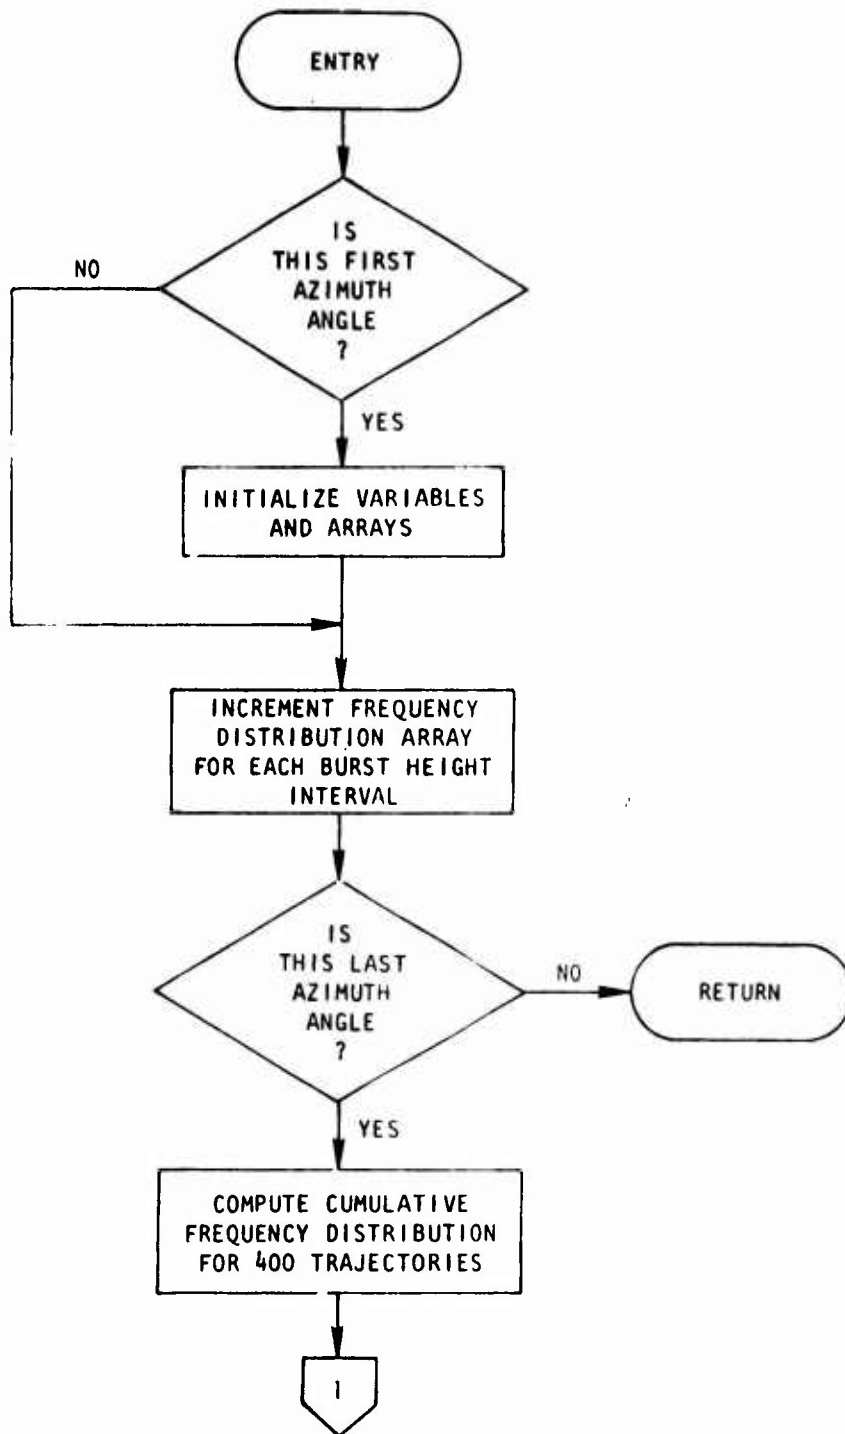 ENTRY
IS
THIS FIRST
AZIMUTH
ANGLE
?
NO
YES
INITIALIZE VARIABLES
AND ARRAYS
INCREMENT FREQUENCY
DISTRIBUTION ARRAY
FOR EACH BURST HEIGHT
INTERVAL
IS
THIS LAST
AZIMUTH
ANGLE
?
NO
RETURN
YES
COMPUTE CUMULATIVE
FREQUENCY DISTRIBUTION
FOR 400 TRAJECTORIES
1